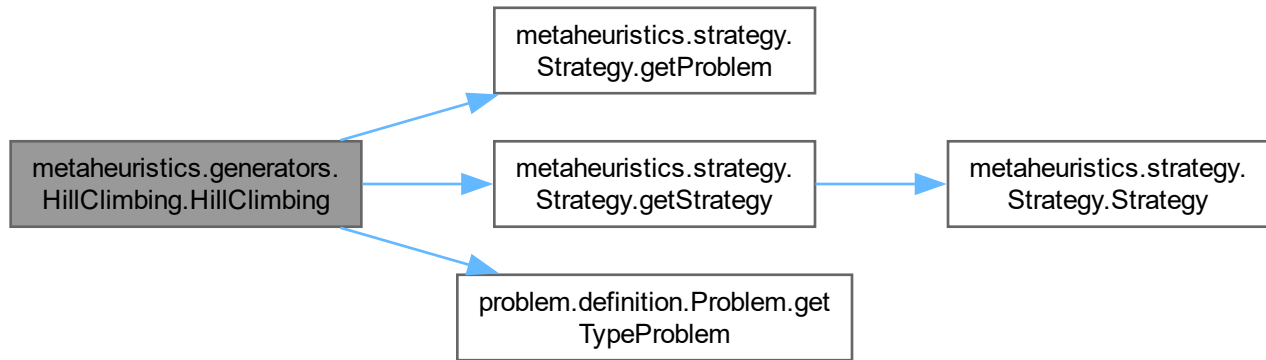 metaheuristics.strategy.
Strategy.getProblem
metaheuristics.generators.
HillClimbing.HillClimbing
metaheuristics.strategy.
Strategy.getStrategy
metaheuristics.strategy.
Strategy.Strategy
problem.definition.Problem.get
TypeProblem